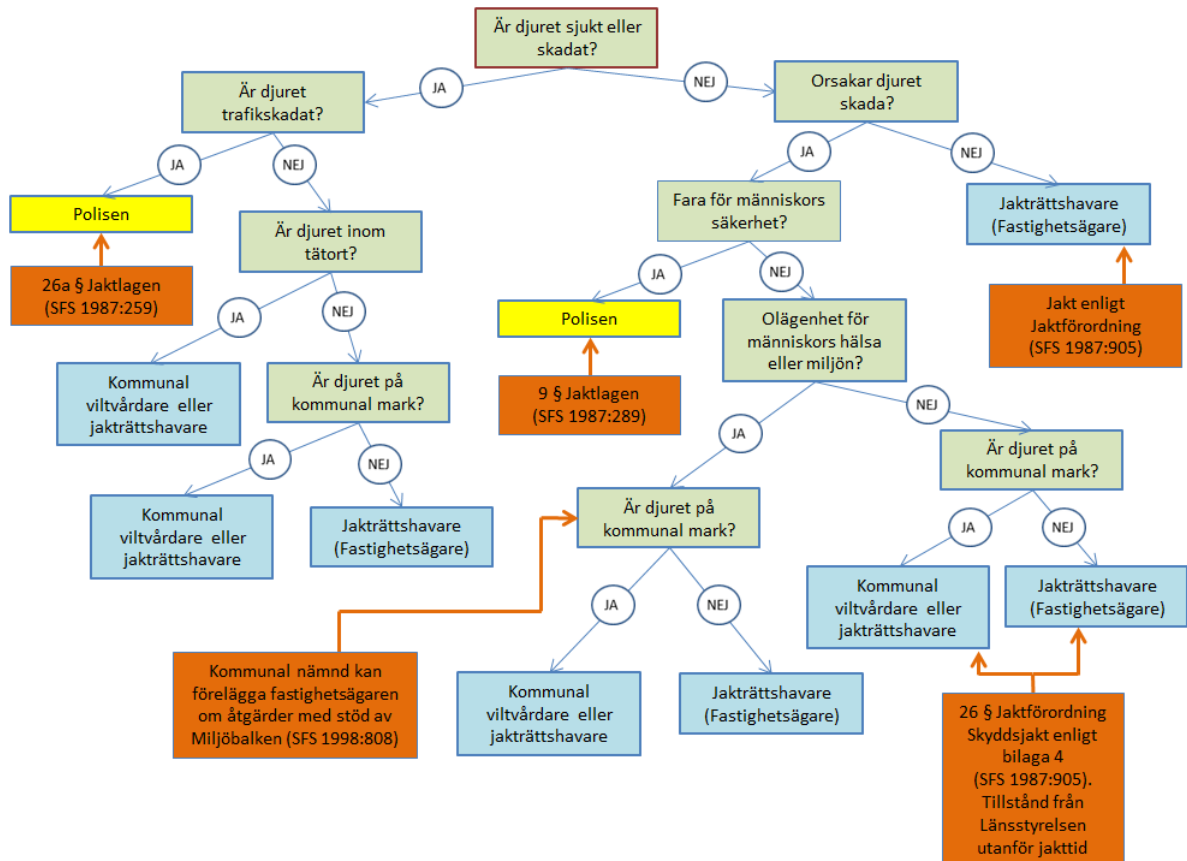 Är djuret sjukt eller
skadat?
JA
NEJ
Är djuret
trafikskadat?
Orsakar djuret
skada?
JA
NEJ
JA
NEJ
Polisen
Fara för människors
säkerhet?
Jakträttshavare
(Fastighetsägare)
Är djuret inom
tätort?
26a § Jaktlagen
(SFS 1987:259)
JA
NEJ
JA
NEJ
Jakt enligt
Jaktförordning
(SFS 1987:905)
Polisen
Olägenhet för
människors hälsa
eller miljön?
Kommunal
viltvårdare eller
jakträttshavare
Är djuret på
kommunal mark?
9 § Jaktlagen
(SFS 1987:289)
JA
NEJ
JA
NEJ
Är djuret på
kommunal mark?
Kommunal
viltvårdare eller
jakträttshavare
Jakträttshavare
(Fastighetsägare)
Är djuret på
kommunal mark?
JA
NEJ
JA
NEJ
Kommunal
viltvårdare eller
jakträttshavare
Jakträttshavare
(Fastighetsägare)
Kommunal nämnd kan
förelägga fastighetsägaren
om åtgärder med stöd av
Miljöbalken (SFS 1998:808)
Kommunal
viltvårdare eller
jakträttshavare
Jakträttshavare
(Fastighetsägare)
26 § Jaktförordning
Skyddsjakt enligt
bilaga 4
(SFS 1987:905).
Tillstånd från
Länsstyrelsen
utanför jakttid